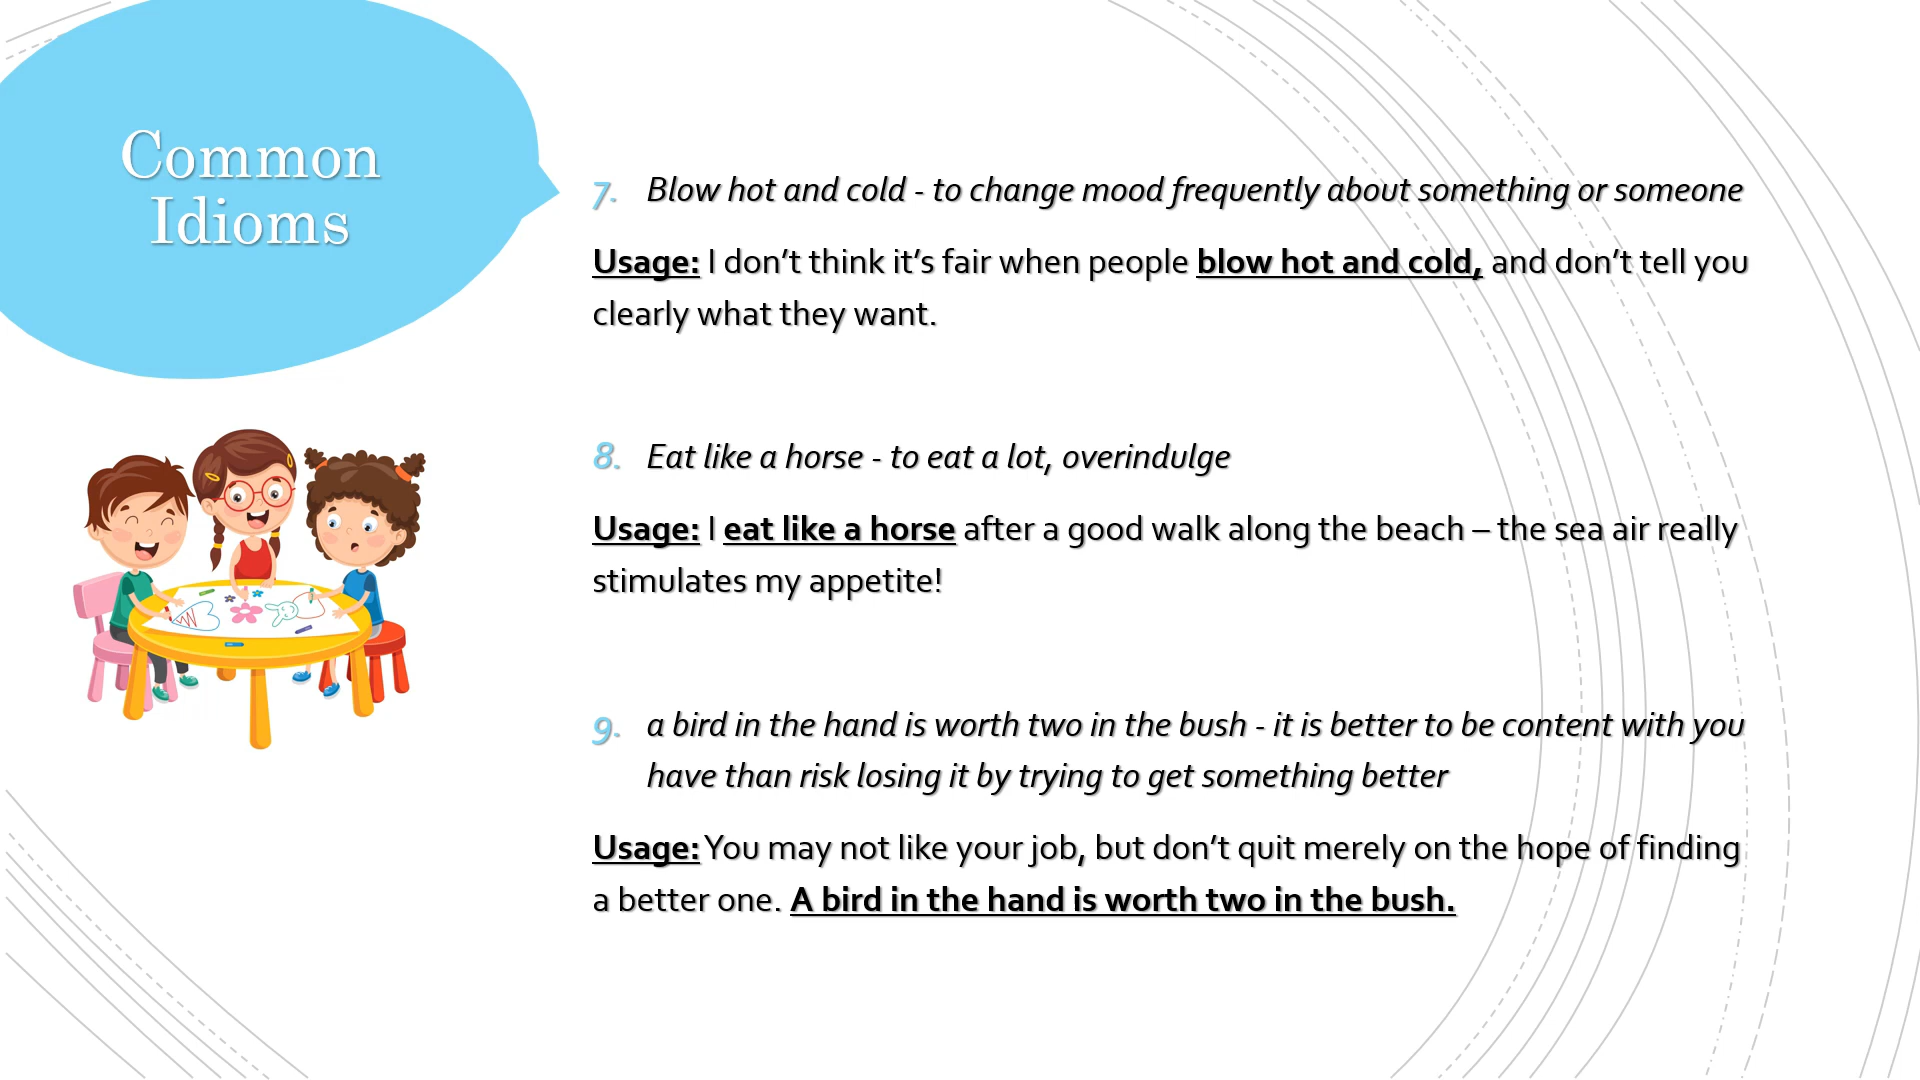 Common
Idioms
7. Blow hot and cold - to change mood frequently about something or someone
Usage: I don’t think it’s fair when people blow hot and cold, and don’t tell you
clearly what they want.
8. Eat like a horse - to eat a lot, overindulge
Usage: I eat like a horse after a good walk along the beach – the sea air really
stimulates my appetite!
9. a bird in the hand is worth two in the bush - it is better to be content with you
have than risk losing it by trying to get something better
Usage: You may not like your job, but don’t quit merely on the hope of finding
a better one. A bird in the hand is worth two in the bush.